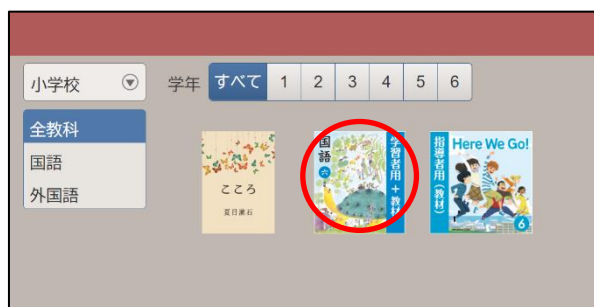 小学校
学年 すべて 1 2 3 4 5 6
全教科
国語
外国語
こころ
夏目漱石
国語 六
学習者用+教材
指導者用(教材)
Here We Go!
6